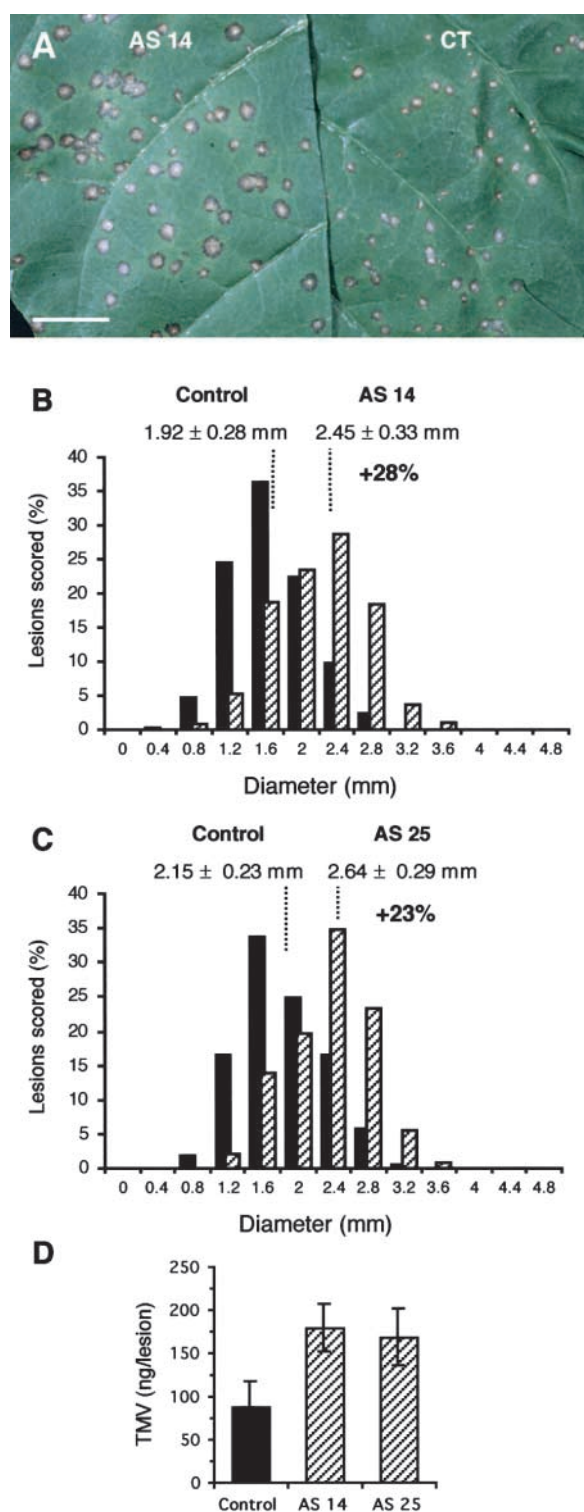 A AS 14 CT
B
Control AS 14
1.92 ± 0.28 mm 2.45 ± 0.33 mm
+28%
40
35
30
25
20
15
10
5
0
Lesions scored (%)
0 0.4 0.8 1.2 1.6 2 2.4 2.8 3.2 3.6 4 4.4 4.8
Diameter (mm)
C
Control AS 25
2.15 ± 0.23 mm 2.64 ± 0.29 mm
+23%
40
35
30
25
20
15
10
5
0
Lesions scored (%)
0 0.4 0.8 1.2 1.6 2 2.4 2.8 3.2 3.6 4 4.4 4.8
Diameter (mm)
D
250
200
150
100
50
0
TMV (ng/lesion)
Control AS 14 AS 25